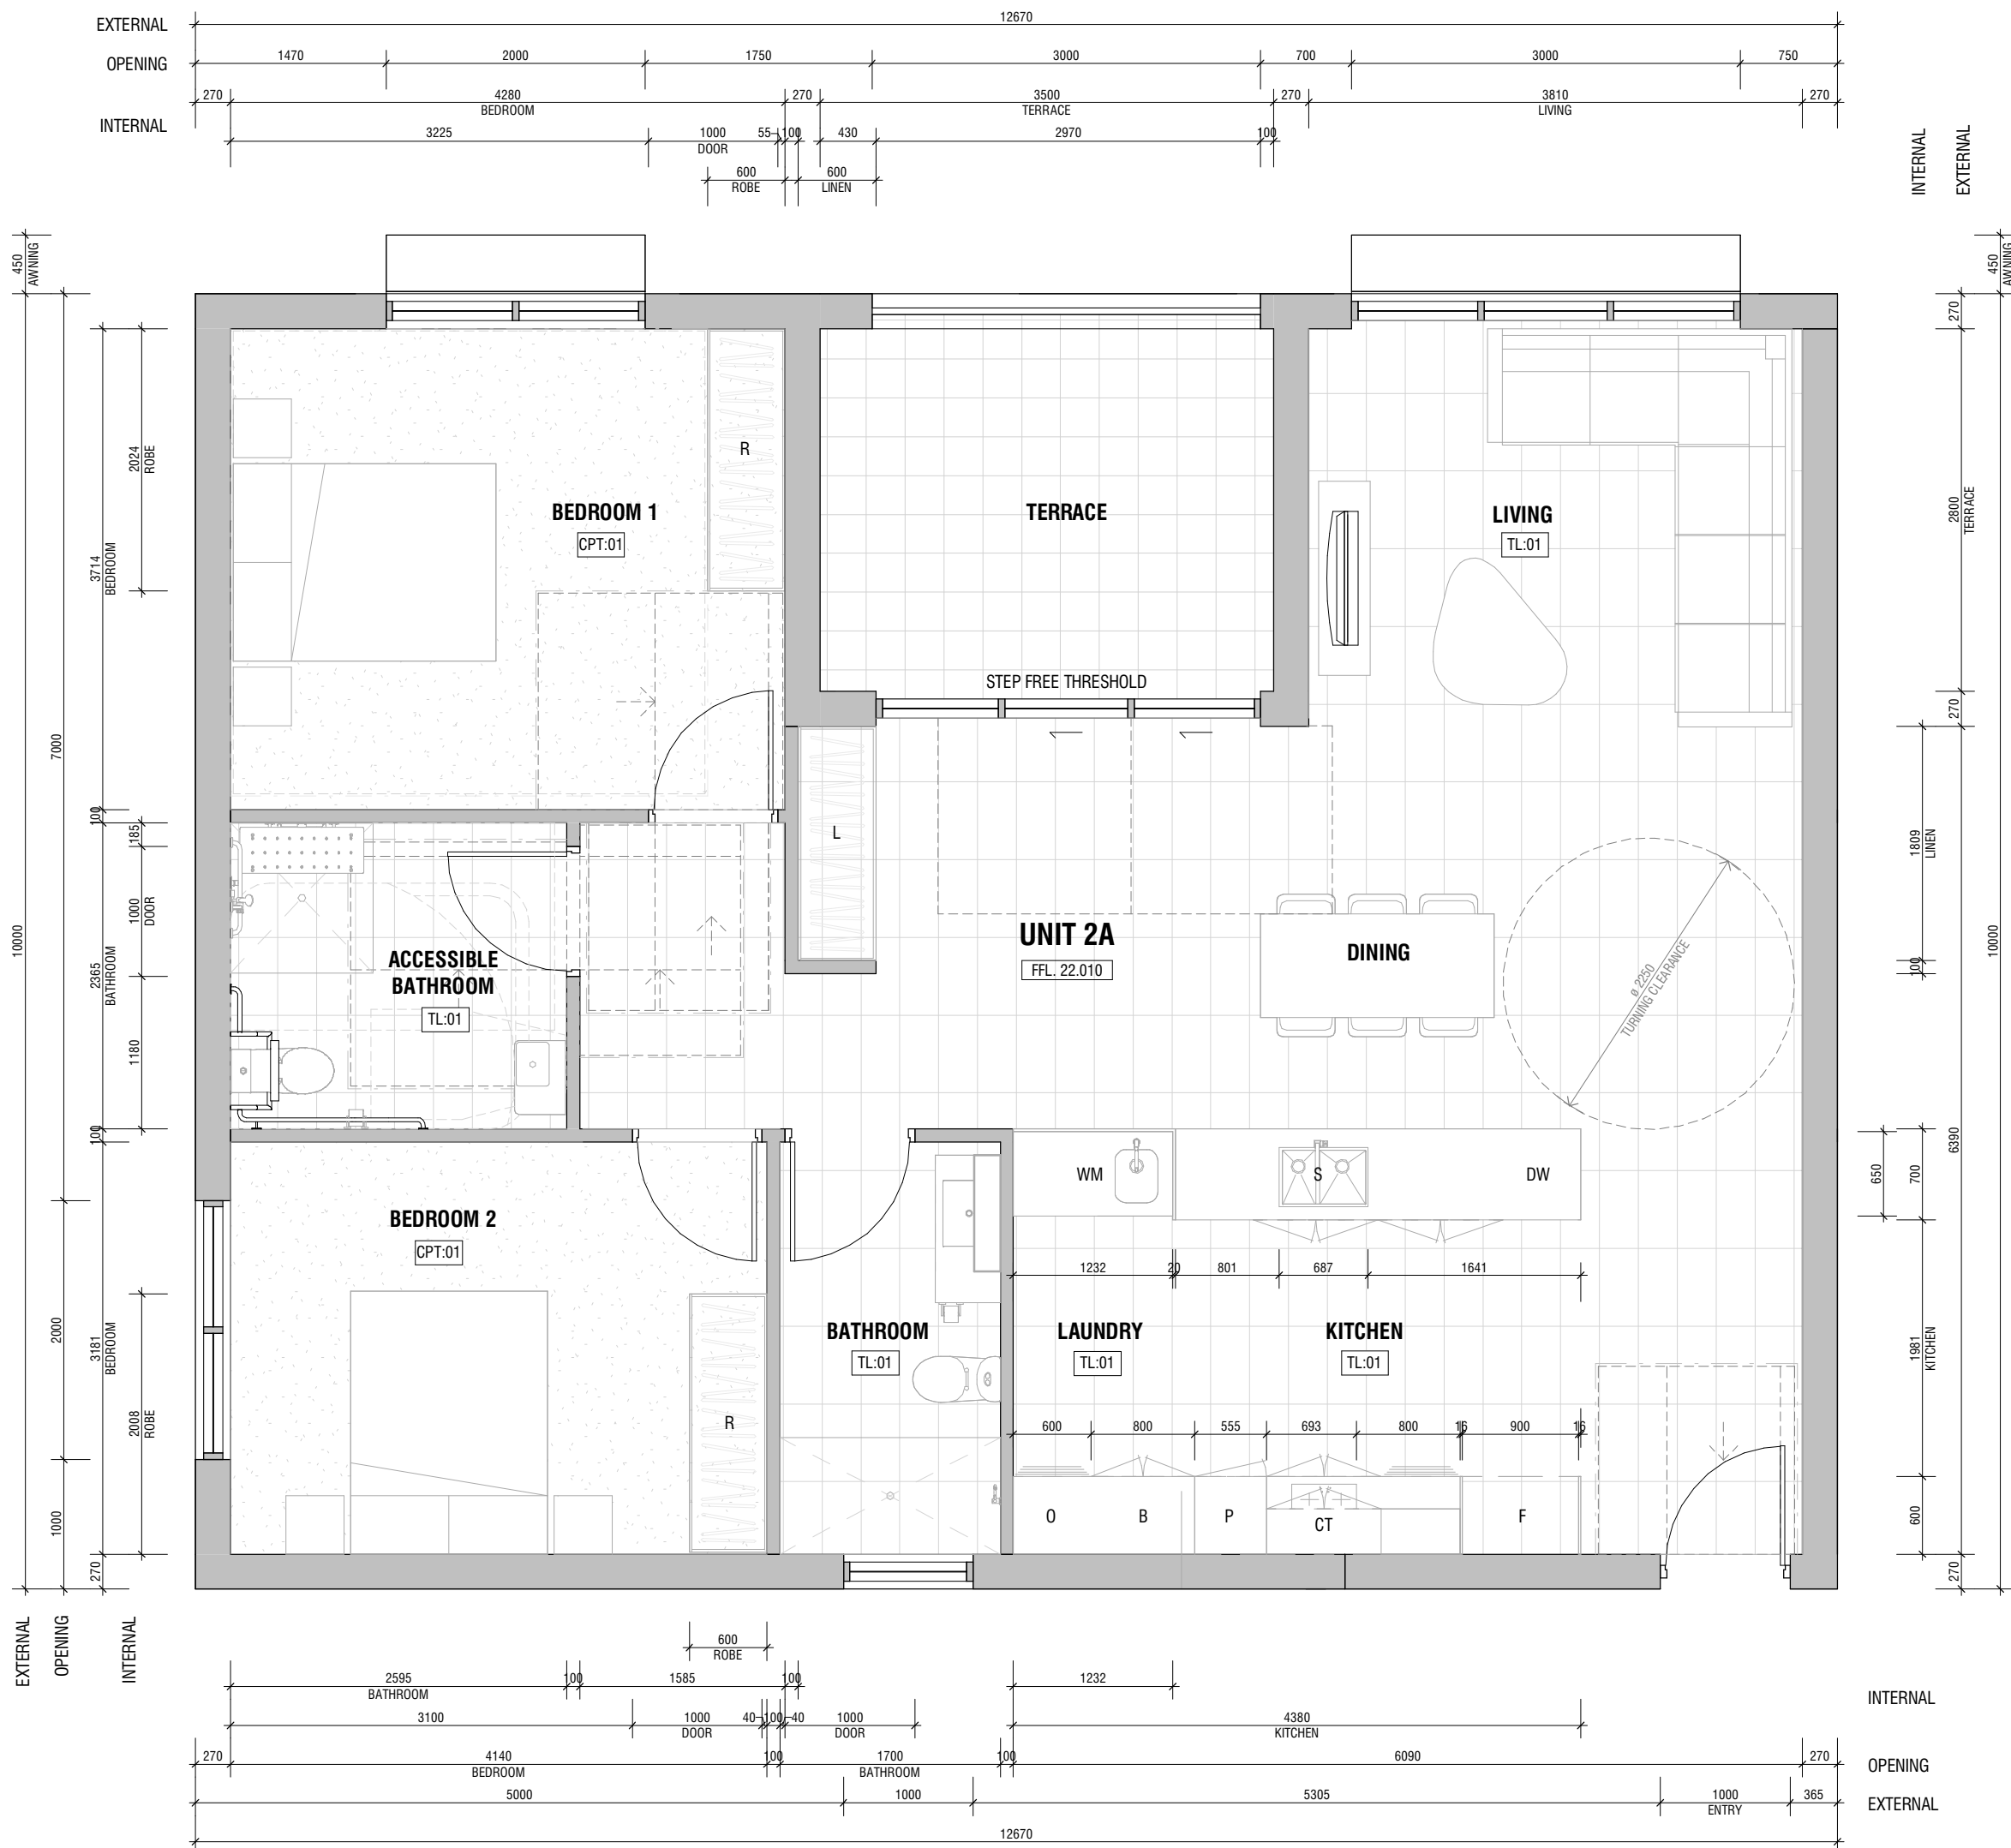 EXTERNAL
12670
OPENING
1470 2000 1750 3000 700 3000 750
270 4280 270 3500 270 3810 270
BEDROOM TERRACE LIVING
INTERNAL
3225 1000 55 100 430 2970 100
DOOR
600 600
ROBE LINEN
INTERNAL
EXTERNAL
450
AWNING
450
AWNING
10000
7000
2000
1000
3714
BEDROOM
100
2365
BATHROOM
100
3181
BEDROOM
270
2024
ROBE
185
1000
DOOR
1180
2008
ROBE
EXTERNAL
OPENING
INTERNAL
R
BEDROOM 1
CPT:01
TERRACE
STEP FREE THRESHOLD
LIVING
TL:01
L
UNIT 2A
FFL. 22.010
DINING
ø 2250
TURNING CLEARANCE
ACCESSIBLE
BATHROOM
TL:01
BEDROOM 2
CPT:01
R
BATHROOM
TL:01
WM S DW
1232 20 801 687 1641
LAUNDRY
TL:01
KITCHEN
TL:01
600 800 555 693 800 16 900 16
O B P CT F
270
2800
TERRACE
270
1809
LINEN
100
6390
650
700
1981
KITCHEN
600
270
10000
600
ROBE
2595 100 1585 100 1232
BATHROOM
INTERNAL
3100 1000 40 100 40 1000 4380
DOOR DOOR KITCHEN
270 4140 100 1700 100 6090 270
BEDROOM BATHROOM
OPENING
5000 1000 5305 1000 365
ENTRY
EXTERNAL
12670